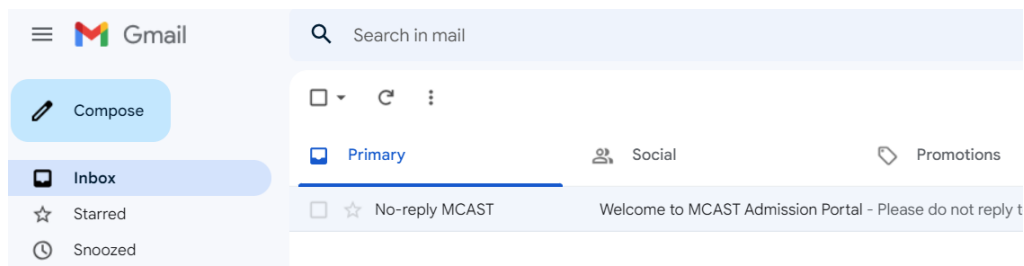 Gmail
Search in mail
Compose
Primary
Social
Promotions
Inbox
No-reply MCAST
Welcome to MCAST Admission Portal - Please do not reply t
Starred
Snoozed